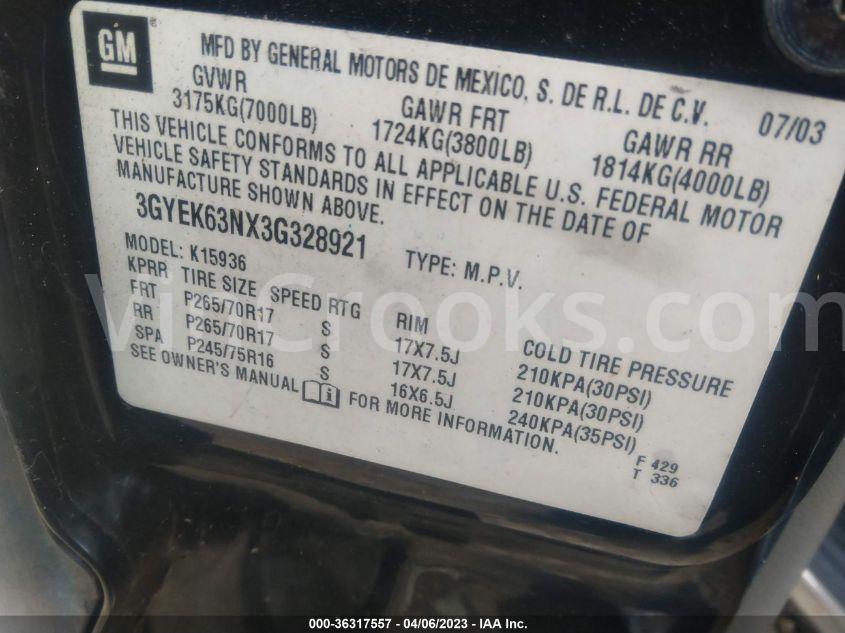 GM
MFD BY GENERAL MOTORS DE MEXICO, S. DE R.L. DE C.V. 07/03
GVWR GAWR FRT GAWR RR
3175KG(7000LB) 1724KG(3800LB) 1814KG(4000LB)
THIS VEHICLE CONFORMS TO ALL APPLICABLE U.S. FEDERAL MOTOR
VEHICLE SAFETY STANDARDS IN EFFECT ON THE DATE OF
MANUFACTURE SHOWN ABOVE.
3GYEK63NX3G328921 TYPE: M.P.V.
MODEL: K15936
KPRR TIRE SIZE SPEED RTG RIM COLD TIRE PRESSURE
FRT P265/70R17 S 17X7.5J 210KPA(30PSI)
RR P265/70R17 S 17X7.5J 210KPA(30PSI)
SPA P245/75R16 S 16X6.5J 240KPA(35PSI)
SEE OWNER'S MANUAL FOR MORE INFORMATION.
F 429
T 336
000-36317557 - 04/06/2023 - IAA Inc.